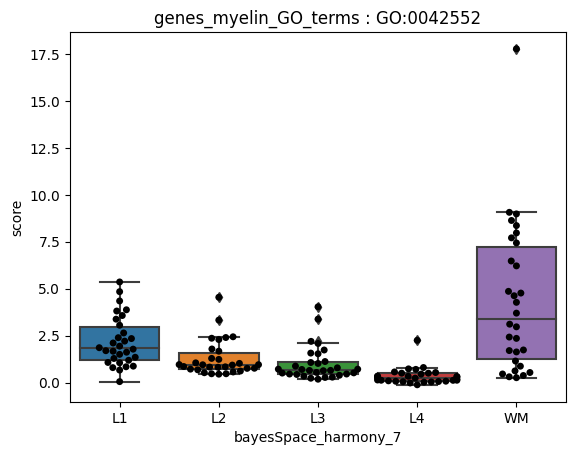 genes_myelin_GO_terms : GO:0042552
17.5
15.0
12.5
10.0
7.5
5.0
2.5
0.0
score
L1 L2 L3 L4 WM
bayesSpace_harmony_7